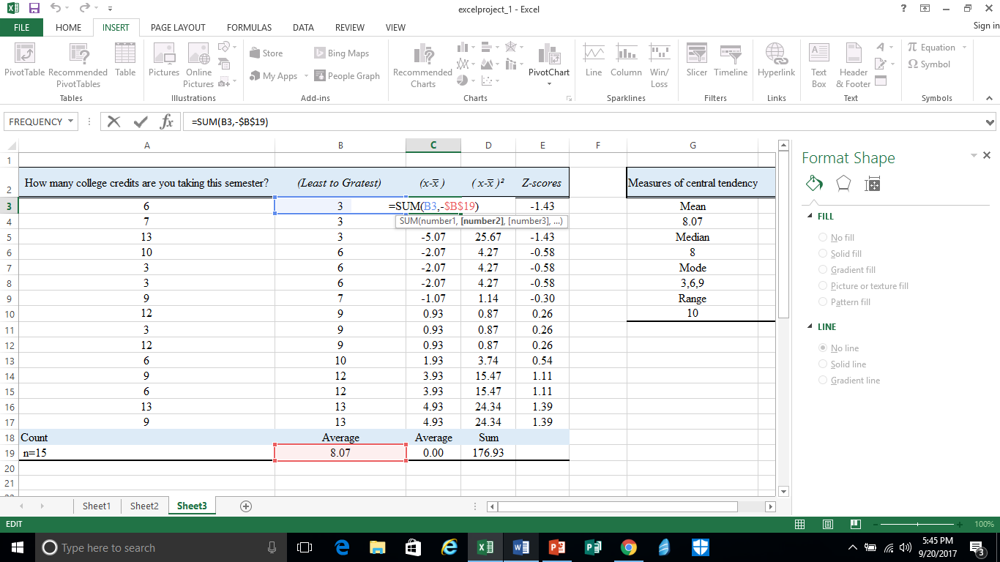 excelproject_1 - Excel
?
FILE HOME INSERT PAGE LAYOUT FORMULAS DATA REVIEW VIEW Sign in
PivotTable Recommended PivotTables Table
Tables
Pictures Online Pictures
Illustrations
Store
My Apps
Bing Maps
People Graph
Add-ins
Recommended Charts
PivotChart
Charts
Line Column Win/ Loss
Sparklines
Slicer Timeline
Filters
Hyperlink
Links
Text Box Header & Footer
Text
π Equation
Ω Symbol
Symbols
FREQUENCY fx =SUM(B3,-$B$19)
A B C D E F G
1
2 How many college credits are you taking this semester? (Least to Gratest) (x-x̅ ) ( x-x̅ )² Z-scores Measures of central tendency
3 6 3 =SUM(B3,-$B$19) -1.43 Mean
4 7 3 SUM(number1, [number2], [number3], ...) 8.07
5 13 3 -5.07 25.67 -1.43 Median
6 10 6 -2.07 4.27 -0.58 8
7 3 6 -2.07 4.27 -0.58 Mode
8 3 6 -2.07 4.27 -0.58 3,6,9
9 9 7 -1.07 1.14 -0.30 Range
10 12 9 0.93 0.87 0.26 10
11 3 9 0.93 0.87 0.26
12 12 9 0.93 0.87 0.26
13 6 10 1.93 3.74 0.54
14 9 12 3.93 15.47 1.11
15 6 12 3.93 15.47 1.11
16 13 13 4.93 24.34 1.39
17 9 13 4.93 24.34 1.39
18 Count Average Average Sum
19 n=15 8.07 0.00 176.93
20
21
Format Shape
FILL
No fill
Solid fill
Gradient fill
Picture or texture fill
Pattern fill
LINE
No line
Solid line
Gradient line
Sheet1 Sheet2 Sheet3
EDIT 100%
Type here to search
5:45 PM
9/20/2017
3